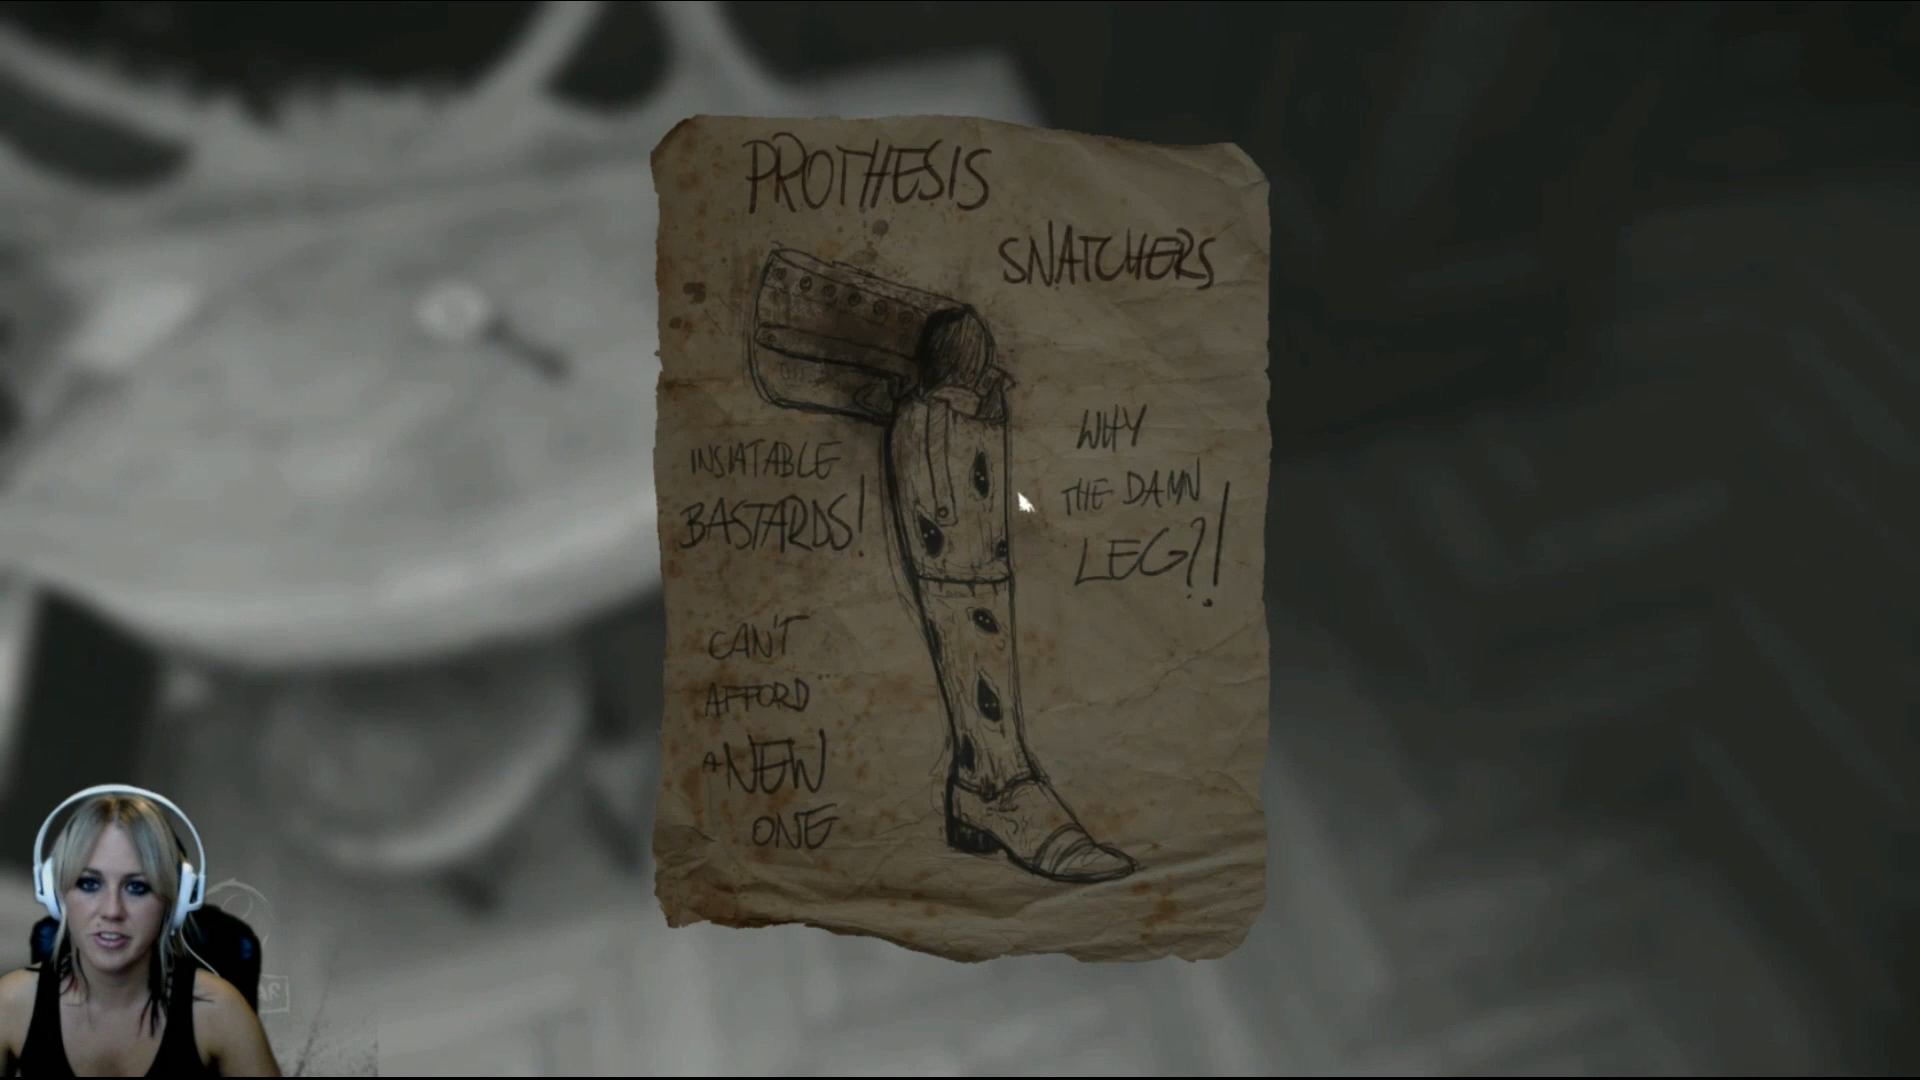 PROTHESIS
SNATCHERS
INSIATABLE
BASTARDS!
WHY
THE DAMN
LEG?!
CAN'T
AFFORD
A NEW
ONE